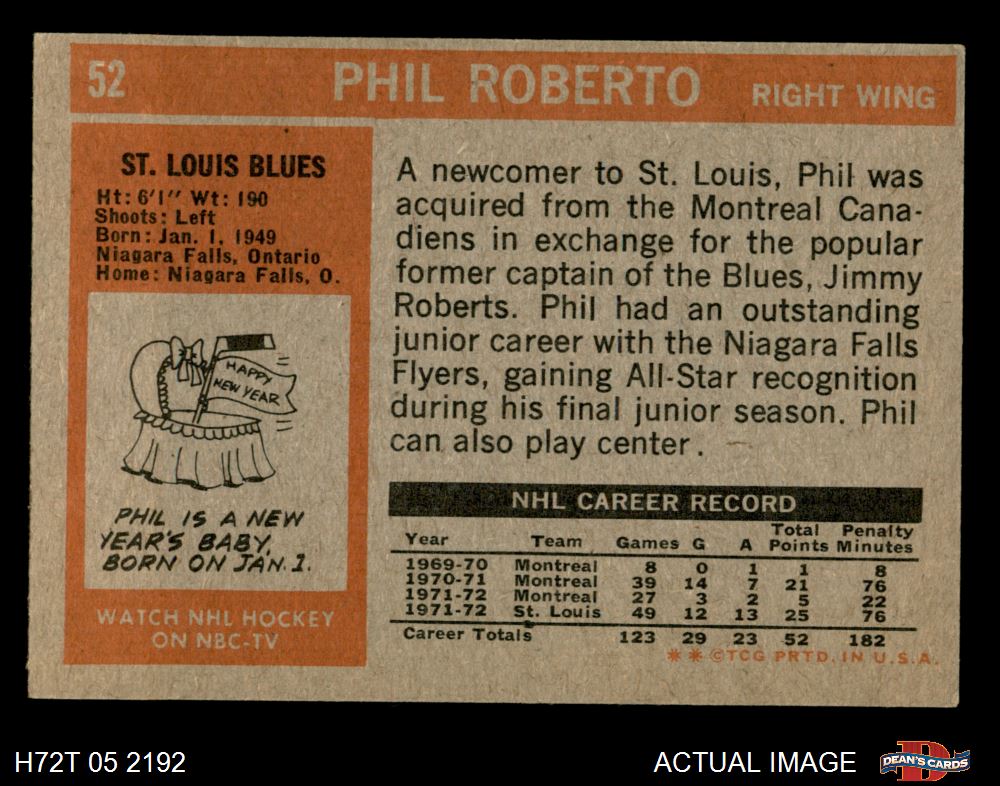 52 PHIL ROBERTO RIGHT WING
ST. LOUIS BLUES
Ht: 6'1" Wt: 190
Shoots: Left
Born: Jan. 1, 1949
Niagara Falls, Ontario
Home: Niagara Falls, O.
HAPPY
NEW YEAR
PHIL IS A NEW
YEAR'S BABY,
BORN ON JAN. 1.
WATCH NHL HOCKEY
ON NBC-TV
A newcomer to St. Louis, Phil was
acquired from the Montreal Cana-
diens in exchange for the popular
former captain of the Blues, Jimmy
Roberts. Phil had an outstanding
junior career with the Niagara Falls
Flyers, gaining All-Star recognition
during his final junior season. Phil
can also play center.
NHL CAREER RECORD
Year Team Games G A Total Points Penalty Minutes
1969-70 Montreal 8 0 1 1 8
1970-71 Montreal 39 14 7 21 76
1971-72 Montreal 27 3 2 5 22
1971-72 St. Louis 49 12 13 25 76
Career Totals 123 29 23 52 182
**©TCG PRTD. IN U.S.A.
H72T 05 2192 ACTUAL IMAGE D DEAN'S CARDS